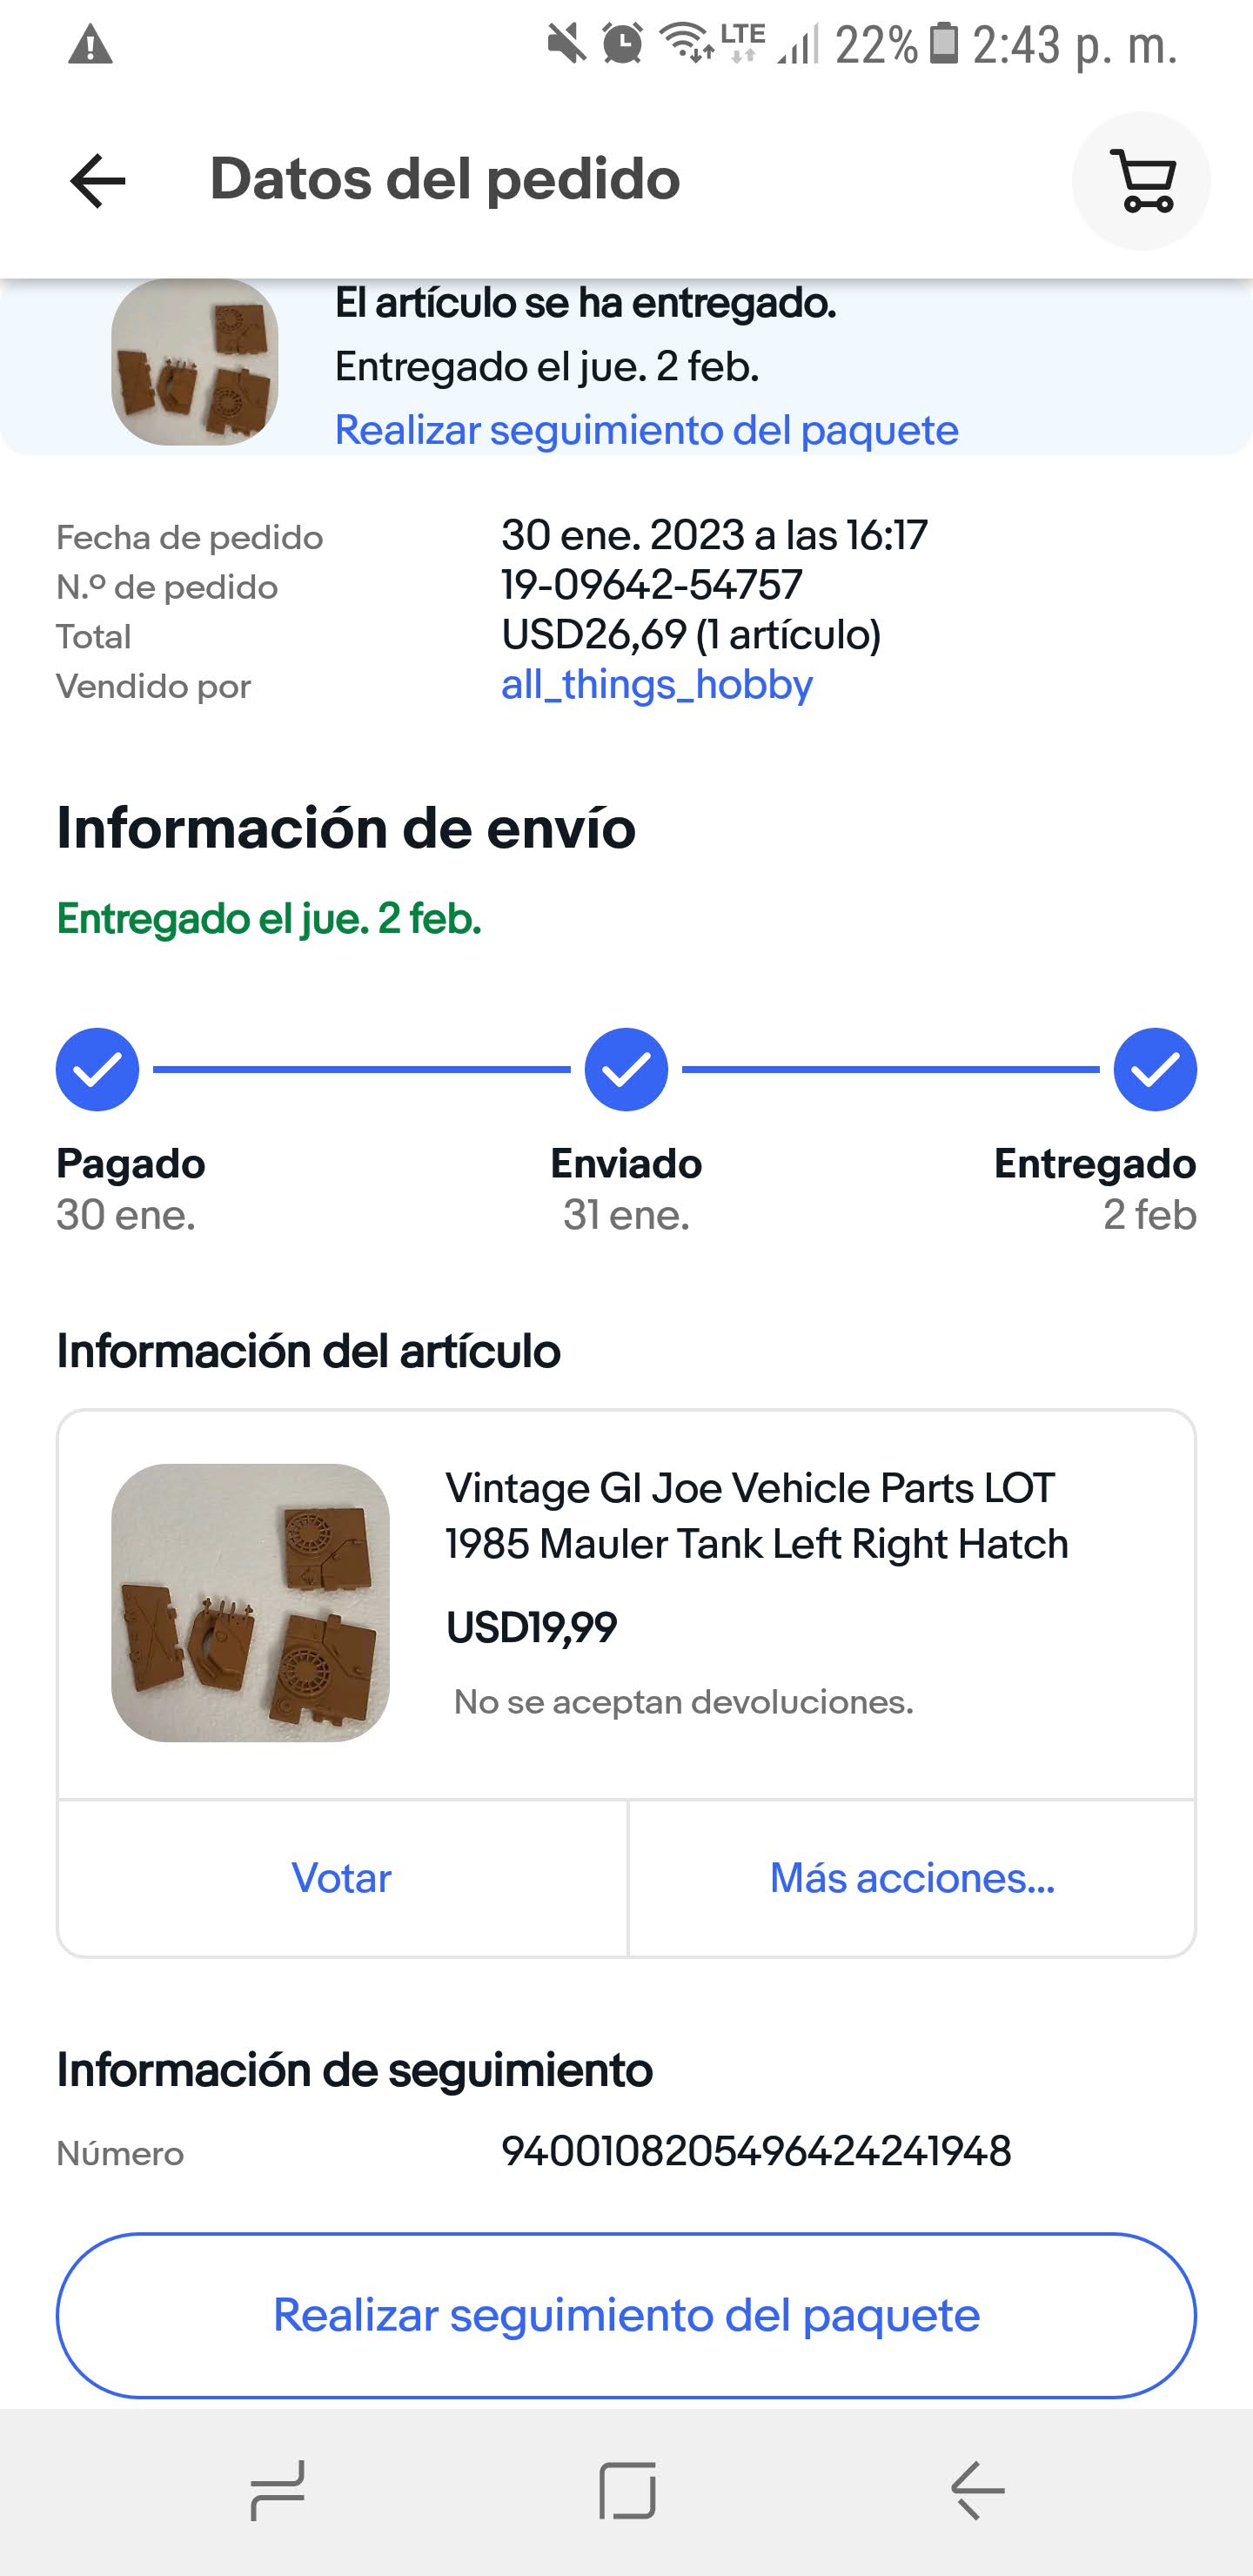 LTE 22% 2:43 p. m.
Datos del pedido
El artículo se ha entregado.
Entregado el jue. 2 feb.
Realizar seguimiento del paquete
Fecha de pedido 30 ene. 2023 a las 16:17
N.º de pedido 19-09642-54757
Total USD26,69 (1 artículo)
Vendido por all_things_hobby
Información de envío
Entregado el jue. 2 feb.
Pagado Enviado Entregado
30 ene. 31 ene. 2 feb
Información del artículo
Vintage GI Joe Vehicle Parts LOT
1985 Mauler Tank Left Right Hatch
USD19,99
No se aceptan devoluciones.
Votar Más acciones...
Información de seguimiento
Número 9400108205496424241948
Realizar seguimiento del paquete